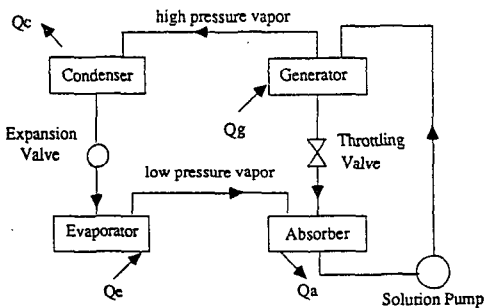 high pressure vapor
Qc
Condenser
Generator
Expansion
Valve
Qg
Throttling
Valve
low pressure vapor
Evaporator
Absorber
Qe
Qa
Solution Pump